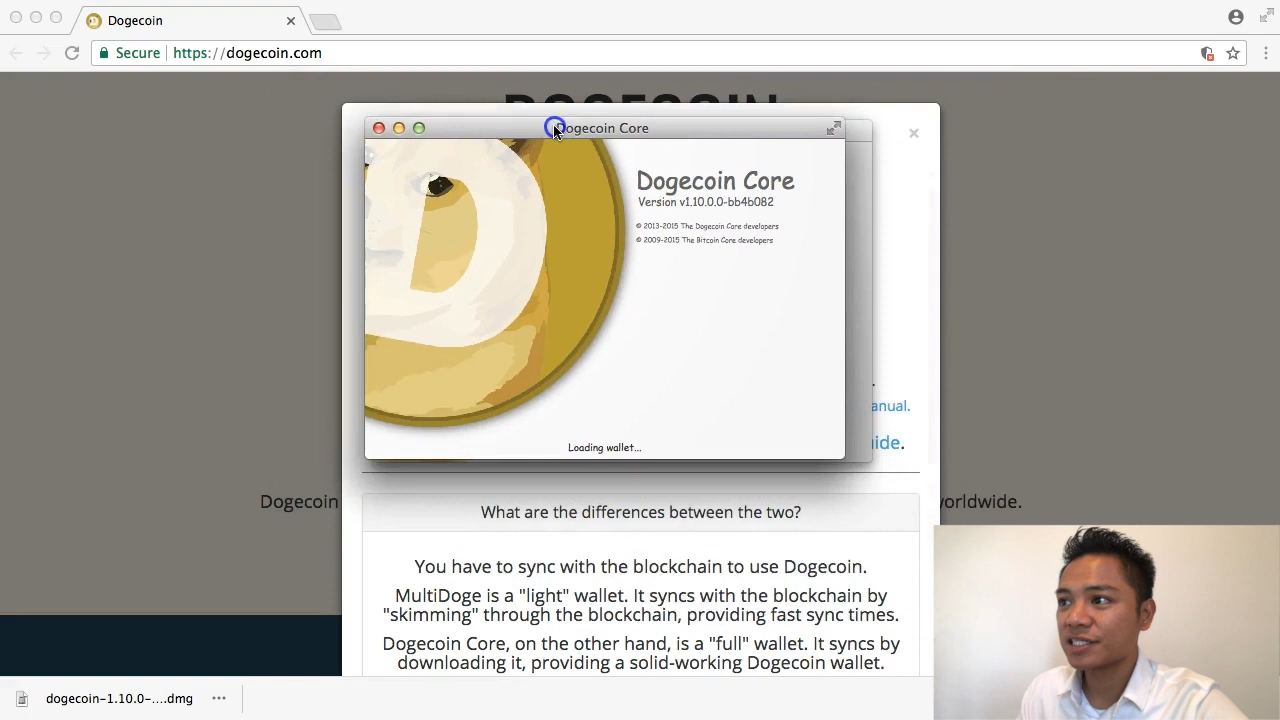 Dogecoin
Secure
https://dogecoin.com
Dogecoin Core
Dogecoin Core
Version v1.10.0.0-bb4b082
© 2013-2015 The Dogecoin Core developers
© 2009-2015 The Bitcoin Core developers
Loading wallet...
anual.
uide.
Dogecoin
worldwide.
What are the differences between the two?
You have to sync with the blockchain to use Dogecoin.
MultiDoge is a "light" wallet. It syncs with the blockchain by
"skimming" through the blockchain, providing fast sync times.
Dogecoin Core, on the other hand, is a "full" wallet. It syncs by
downloading it, providing a solid-working Dogecoin wallet.
dogecoin-1.10.0-....dmg